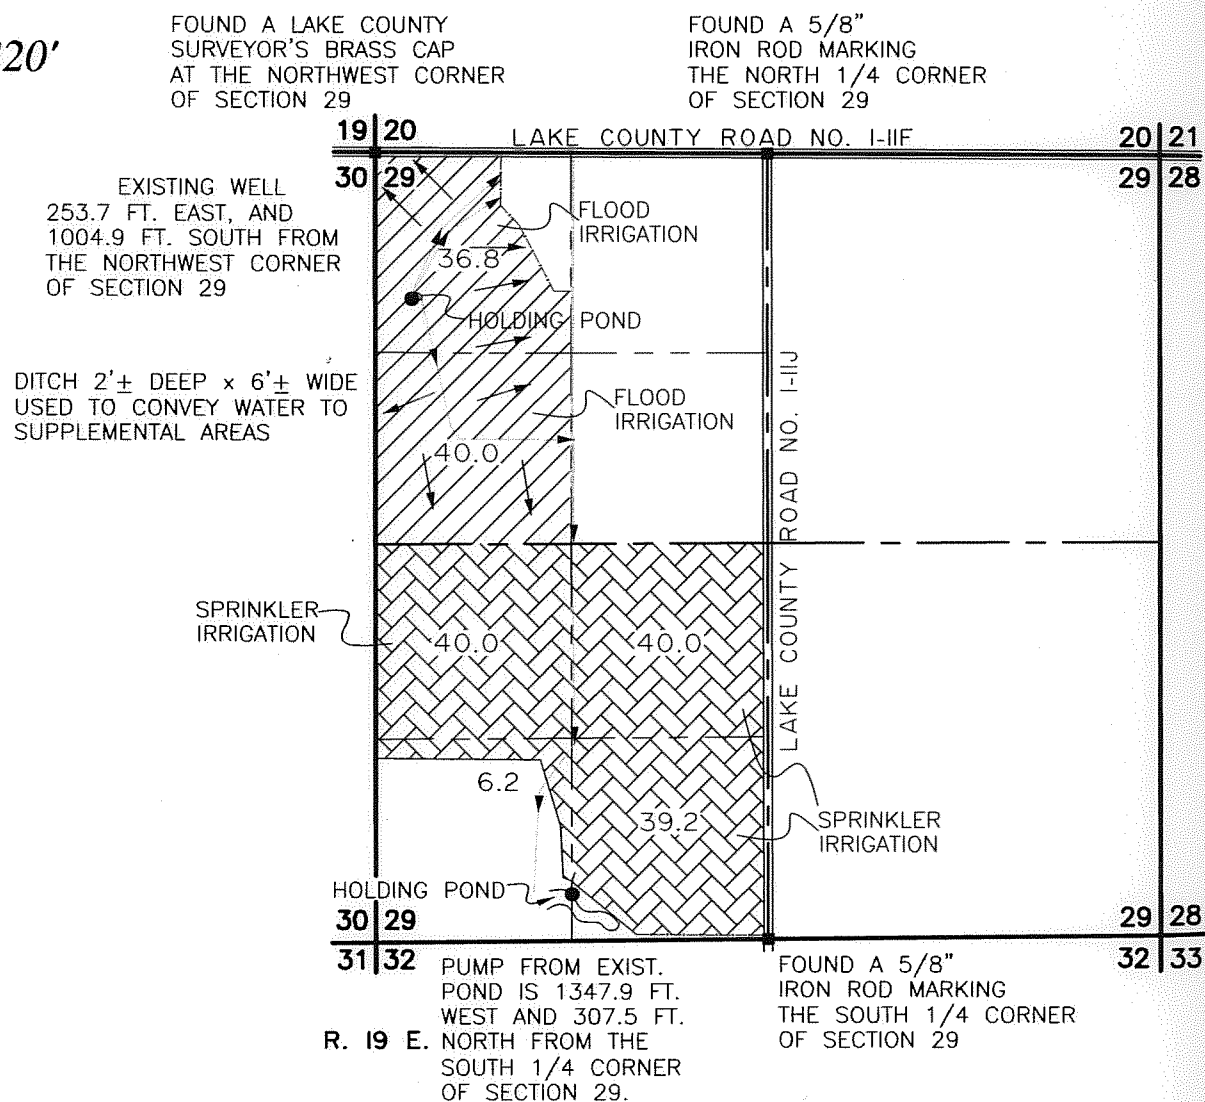 20'
FOUND A LAKE COUNTY
SURVEYOR'S BRASS CAP
AT THE NORTHWEST CORNER
OF SECTION 29
FOUND A 5/8"
IRON ROD MARKING
THE NORTH 1/4 CORNER
OF SECTION 29
19 20
LAKE COUNTY ROAD NO. I-IIF
20 21
30 29
29 28
EXISTING WELL
253.7 FT. EAST, AND
1004.9 FT. SOUTH FROM
THE NORTHWEST CORNER
OF SECTION 29
FLOOD
IRRIGATION
36.8
HOLDING POND
DITCH 2'± DEEP x 6'± WIDE
USED TO CONVEY WATER TO
SUPPLEMENTAL AREAS
FLOOD
IRRIGATION
40.0
LAKE COUNTY ROAD NO. I-IIJ
SPRINKLER
IRRIGATION
40.0
40.0
6.2
39.2
SPRINKLER
IRRIGATION
HOLDING POND
30 29
29 28
31 32
32 33
PUMP FROM EXIST.
POND IS 1347.9 FT.
WEST AND 307.5 FT.
R. 19 E. NORTH FROM THE
SOUTH 1/4 CORNER
OF SECTION 29.
FOUND A 5/8"
IRON ROD MARKING
THE SOUTH 1/4 CORNER
OF SECTION 29